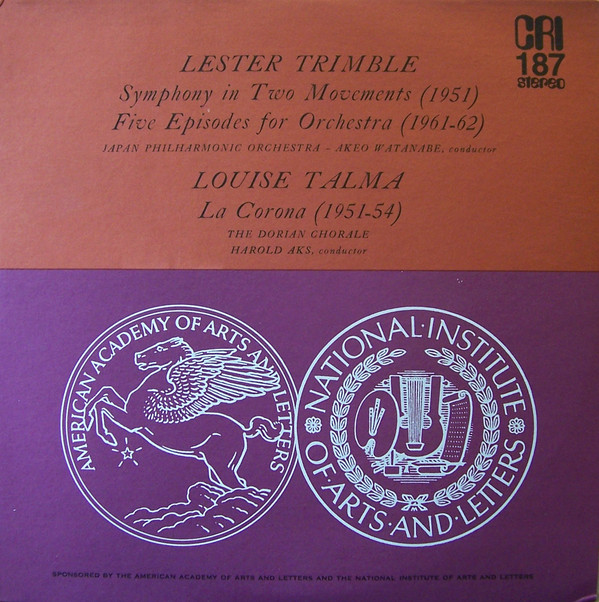 CRI
187
STEREO
LESTER TRIMBLE
Symphony in Two Movements (1951)
Five Episodes for Orchestra (1961-62)
JAPAN PHILHARMONIC ORCHESTRA - AKEO WATANABE, conductor
LOUISE TALMA
La Corona (1951-54)
THE DORIAN CHORALE
HAROLD AKS, conductor
AMERICAN ACADEMY OF ARTS AND LETTERS
NATIONAL·INSTITUTE
·OF·ARTS·AND·LETTERS·
SPONSORED BY THE AMERICAN ACADEMY OF ARTS AND LETTERS AND THE NATIONAL INSTITUTE OF ARTS AND LETTERS